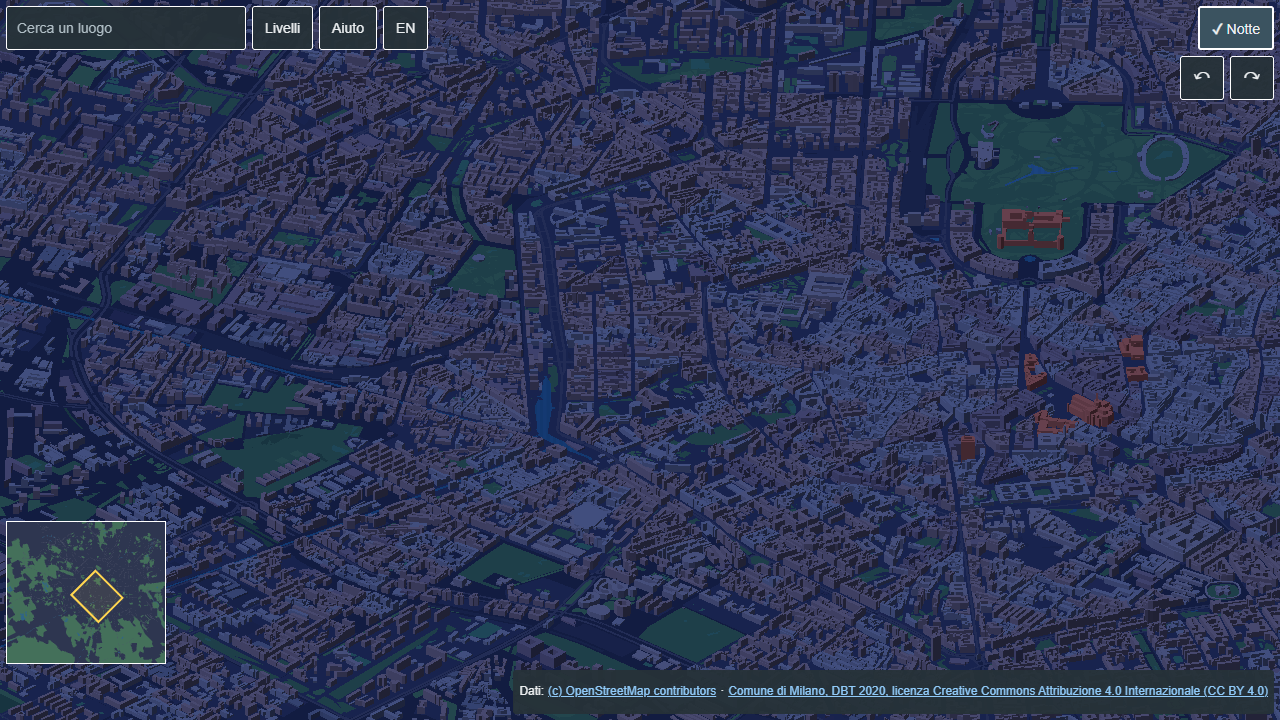 Cerca un luogo
Livelli
Aiuto
EN
✓ Notte
Dati: (c) OpenStreetMap contributors · Comune di Milano, DBT 2020, licenza Creative Commons Attribuzione 4.0 Internazionale (CC BY 4.0)